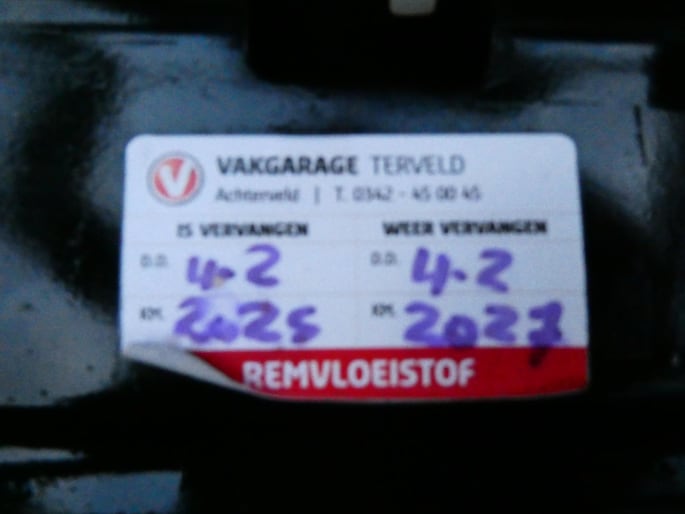 V
VAKGARAGE TERVELD
Achterveld | T. 0342 - 45 00 45
IS VERVANGEN WEER VERVANGEN
D.D. 4-2 D.D. 4-2
KM. 2025 KM. 2027
REMVLOEISTOF